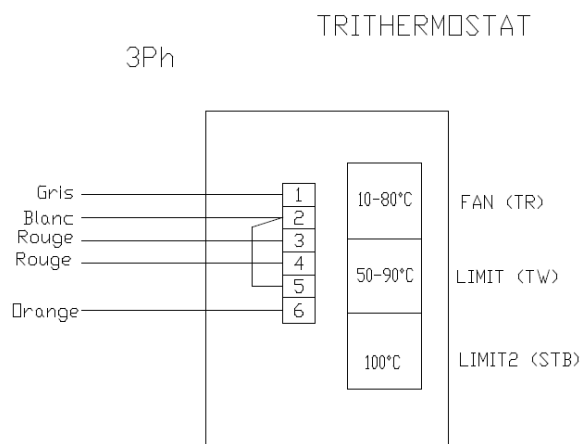 TRITHERMOSTAT
3Ph
Gris
Blanc
Rouge
Rouge
Orange
1
2
3
4
5
6
10-80°C
50-90°C
100°C
FAN (TR)
LIMIT (TW)
LIMIT2 (STB)